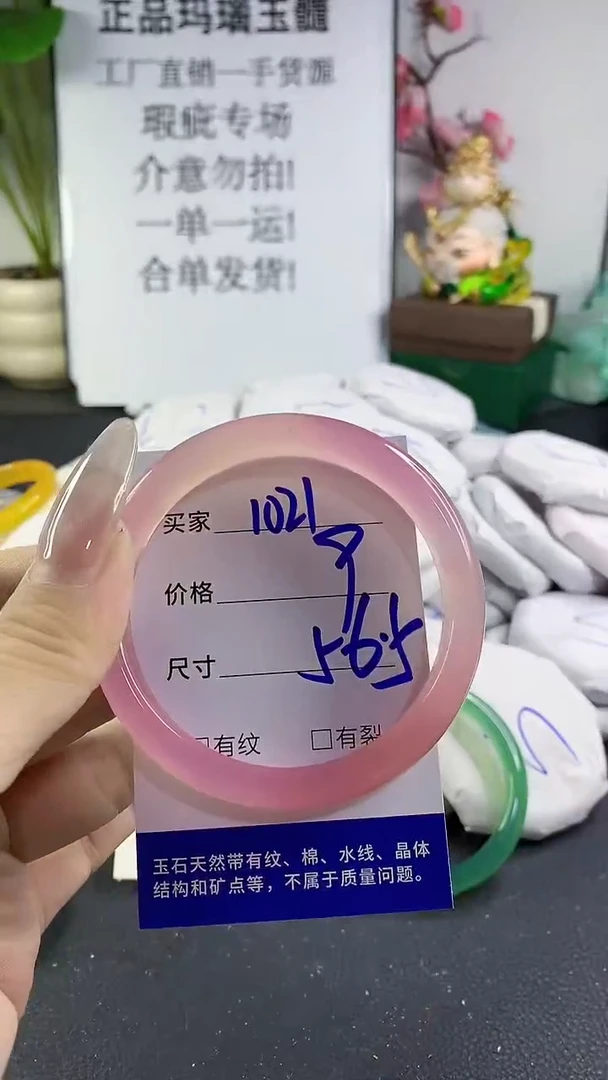 正品玛瑙玉髓
工厂直销一手货源
瑕疵专场
介意勿拍!
一单一运!
合单发货!
买家 1021
价格
尺寸 56.5
□有纹 □有裂
玉石天然带有纹、棉、水线、晶体
结构和矿点等，不属于质量问题。